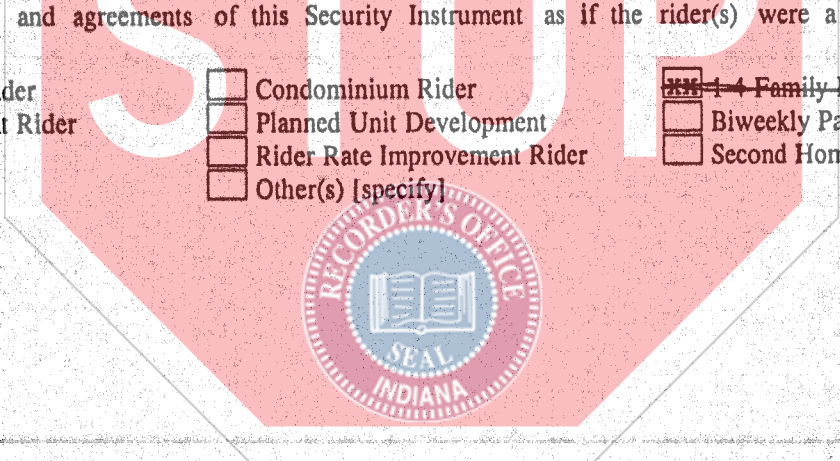 and agreements of this Security Instrument as if the rider(s) were a
STOP
der Condominium Rider XX 1-4 Family
t Rider Planned Unit Development Biweekly Pa
Rider Rate Improvement Rider Second Hom
Other(s) [specify]
RECORDER'S OFFICE
SEAL
INDIANA